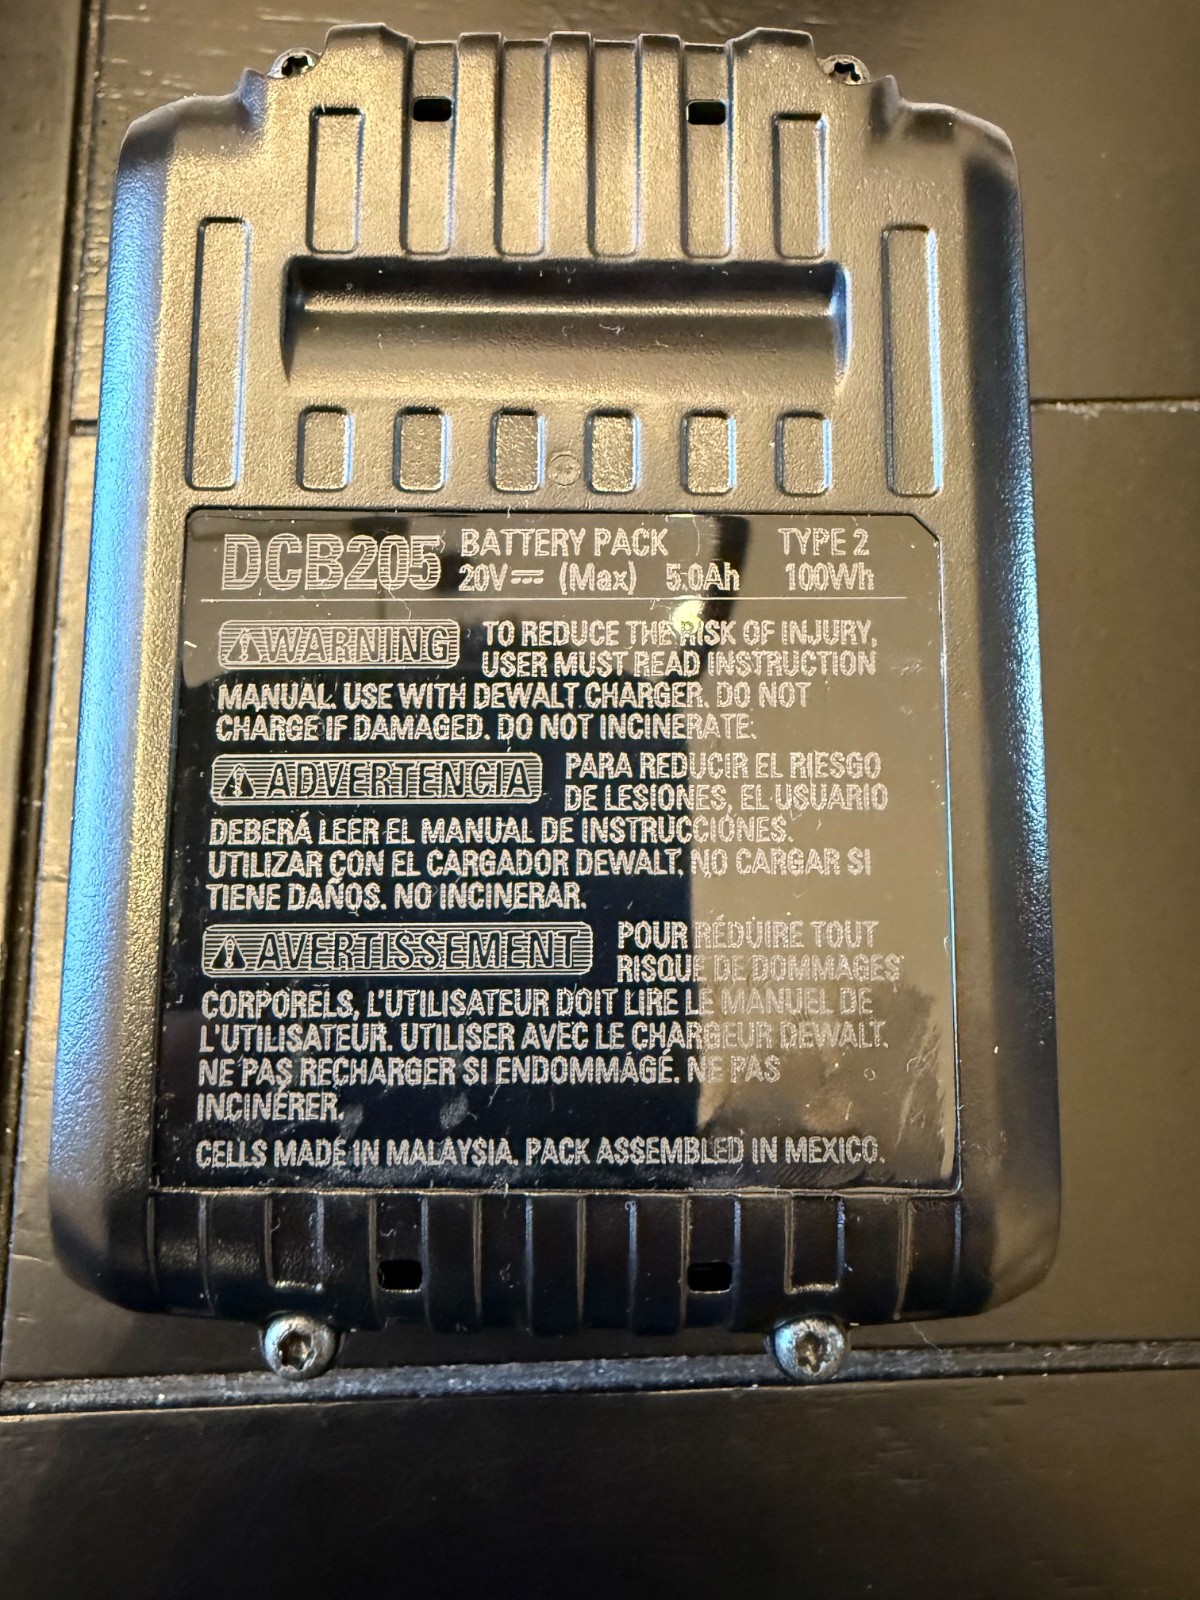 DCB205 BATTERY PACK TYPE 2
20V⎓ (Max) 5.0Ah 100Wh
⚠WARNING TO REDUCE THE RISK OF INJURY,
USER MUST READ INSTRUCTION
MANUAL. USE WITH DEWALT CHARGER. DO NOT
CHARGE IF DAMAGED. DO NOT INCINERATE.
⚠ADVERTENCIA PARA REDUCIR EL RIESGO
DE LESIONES, EL USUARIO
DEBERÁ LEER EL MANUAL DE INSTRUCCIONES.
UTILIZAR CON EL CARGADOR DEWALT. NO CARGAR SI
TIENE DAÑOS. NO INCINERAR.
⚠AVERTISSEMENT POUR RÉDUIRE TOUT
RISQUE DE DOMMAGES
CORPORELS, L'UTILISATEUR DOIT LIRE LE MANUEL DE
L'UTILISATEUR. UTILISER AVEC LE CHARGEUR DEWALT.
NE PAS RECHARGER SI ENDOMMAGÉ. NE PAS
INCINÉRER.
CELLS MADE IN MALAYSIA. PACK ASSEMBLED IN MEXICO.